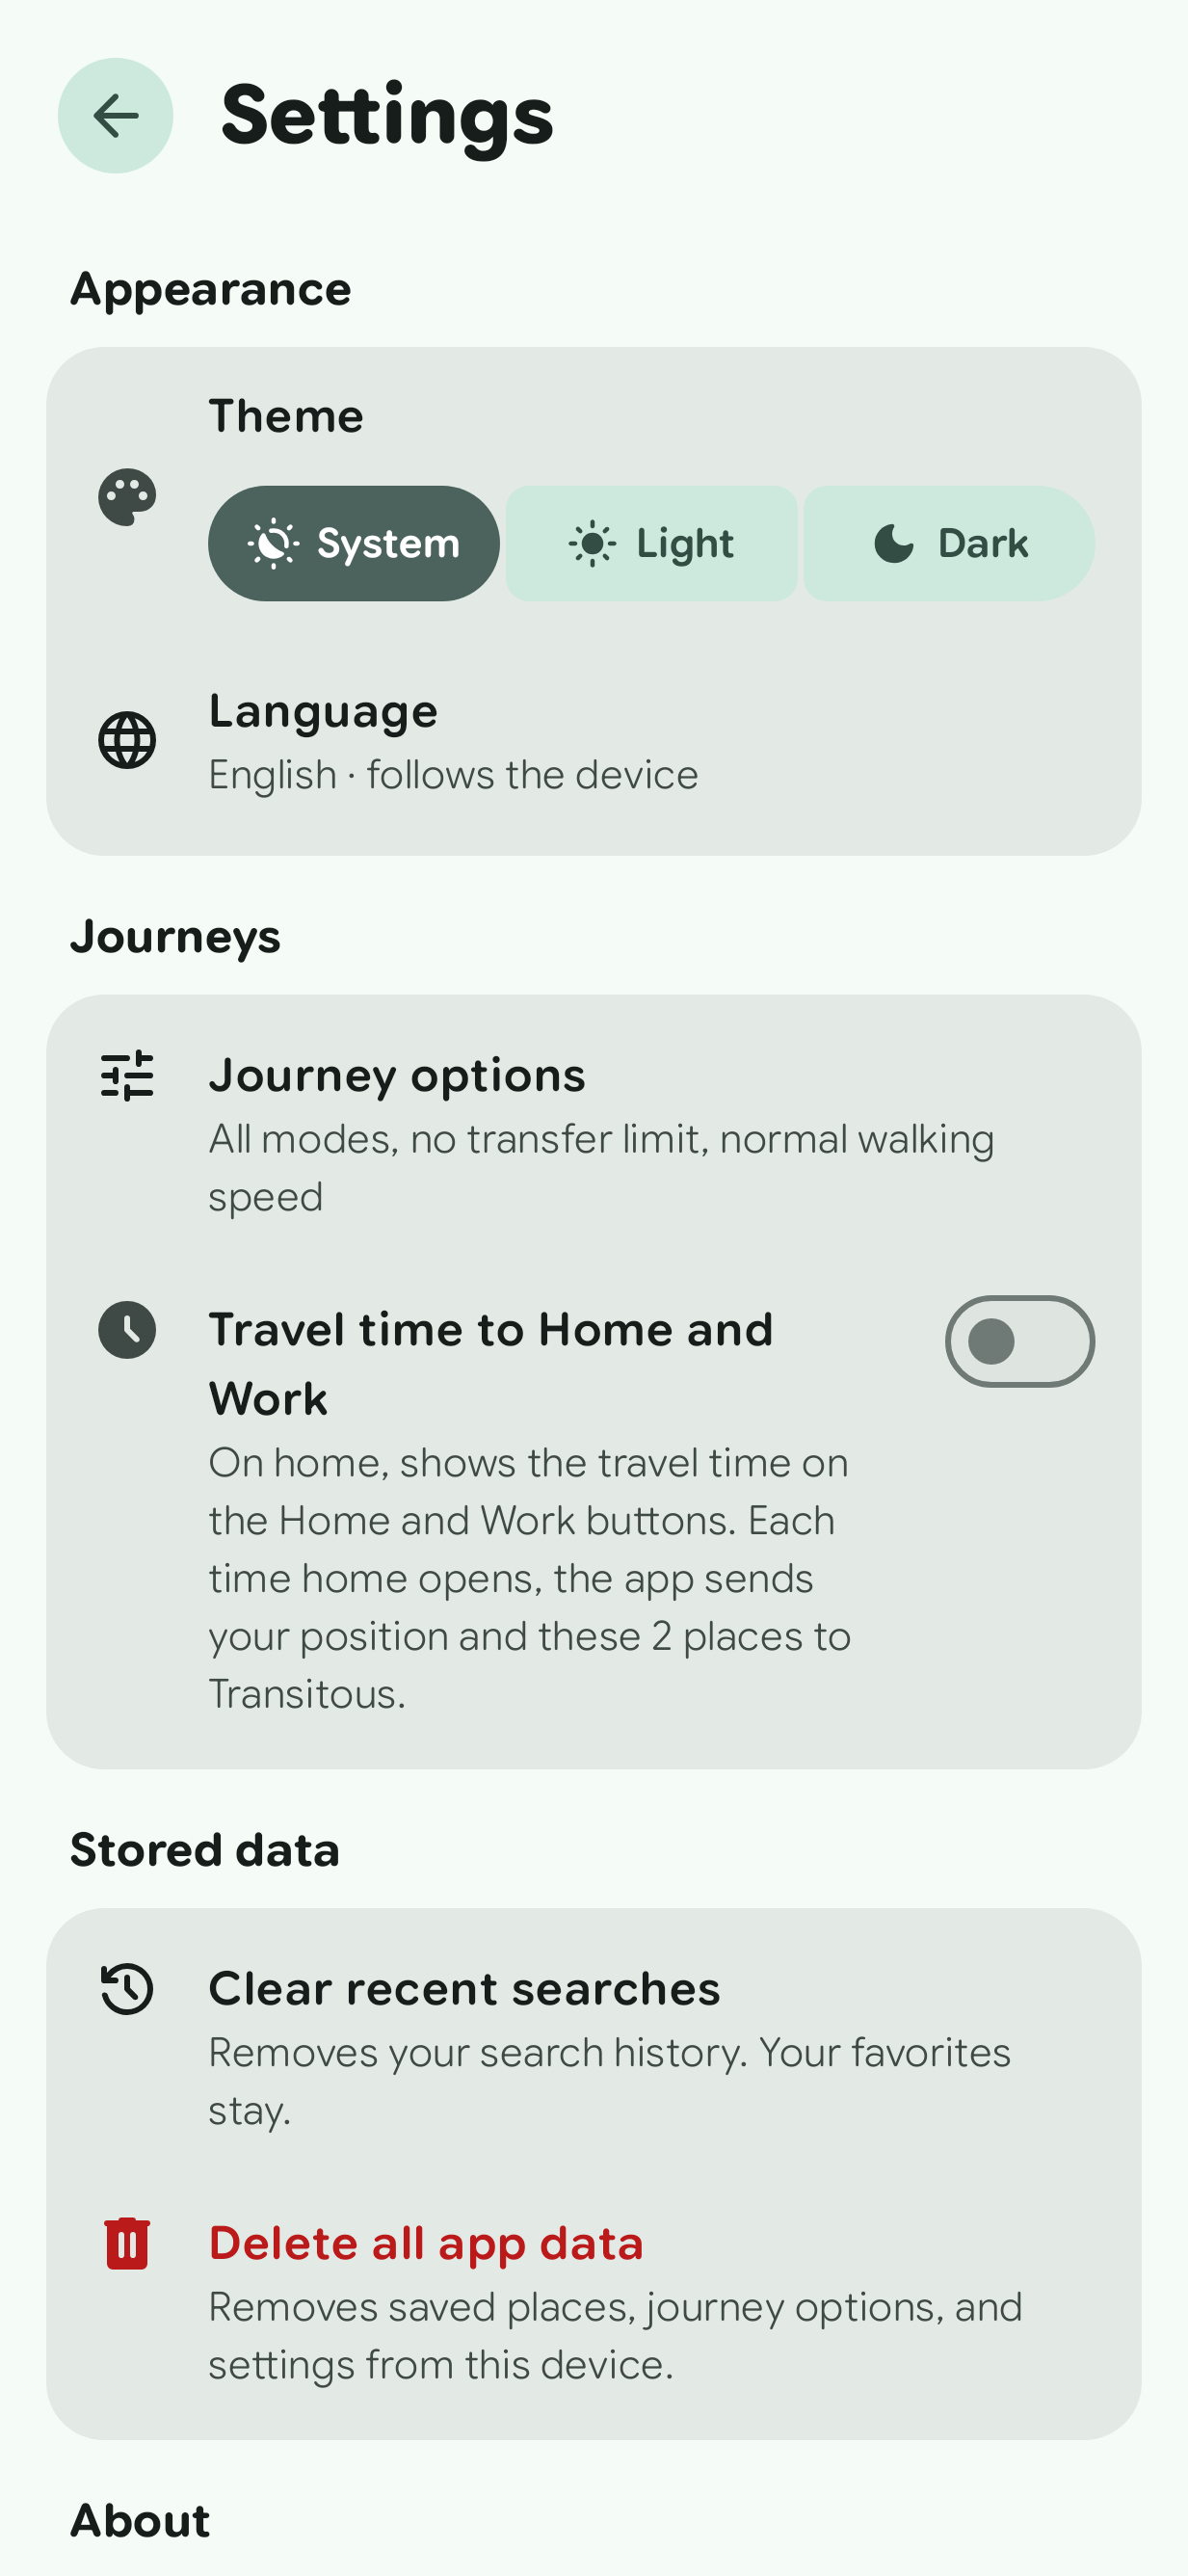 Settings
Appearance
Theme
System
Light
Dark
Language
English · follows the device
Journeys
Journey options
All modes, no transfer limit, normal walking
speed
Travel time to Home and
Work
On home, shows the travel time on
the Home and Work buttons. Each
time home opens, the app sends
your position and these 2 places to
Transitous.
Stored data
Clear recent searches
Removes your search history. Your favorites
stay.
Delete all app data
Removes saved places, journey options, and
settings from this device.
About